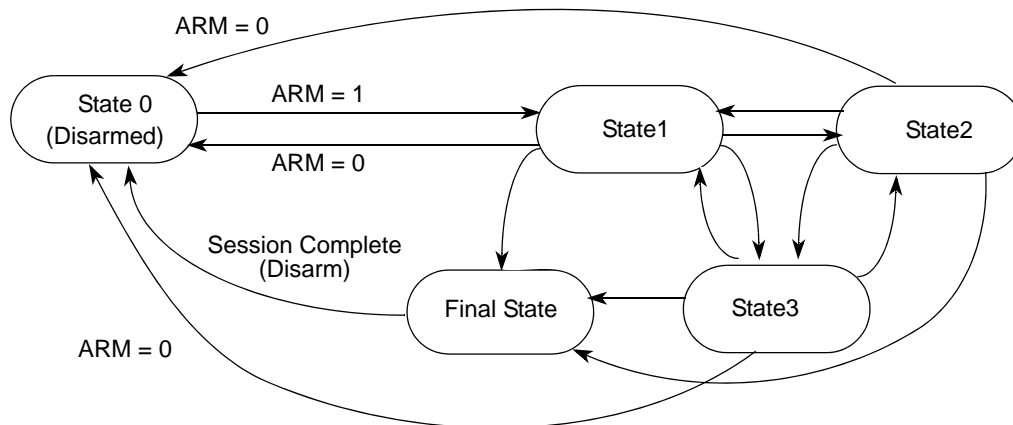 ARM = 0
State 0
(Disarmed)
ARM = 1
State1
State2
ARM = 0
Session Complete
(Disarm)
Final State
State3
ARM = 0